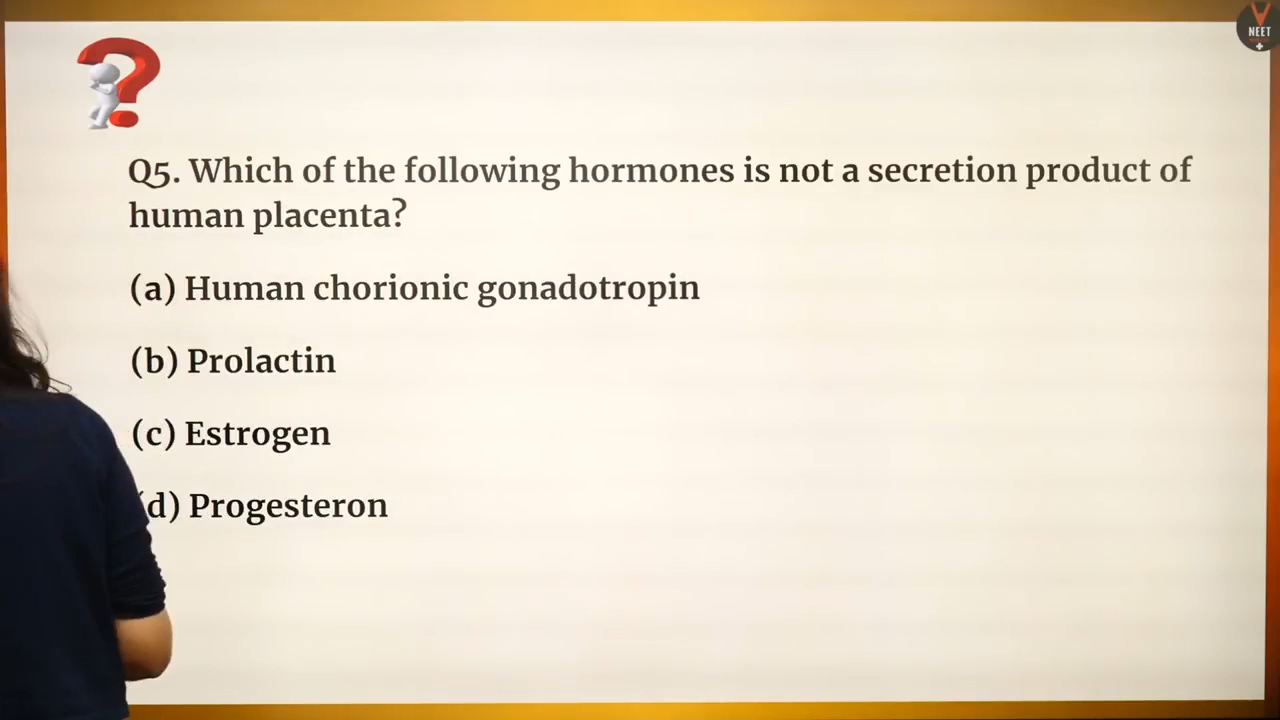 NEET
Q5. Which of the following hormones is not a secretion product of
human placenta?
(a) Human chorionic gonadotropin
(b) Prolactin
(c) Estrogen
(d) Progesteron